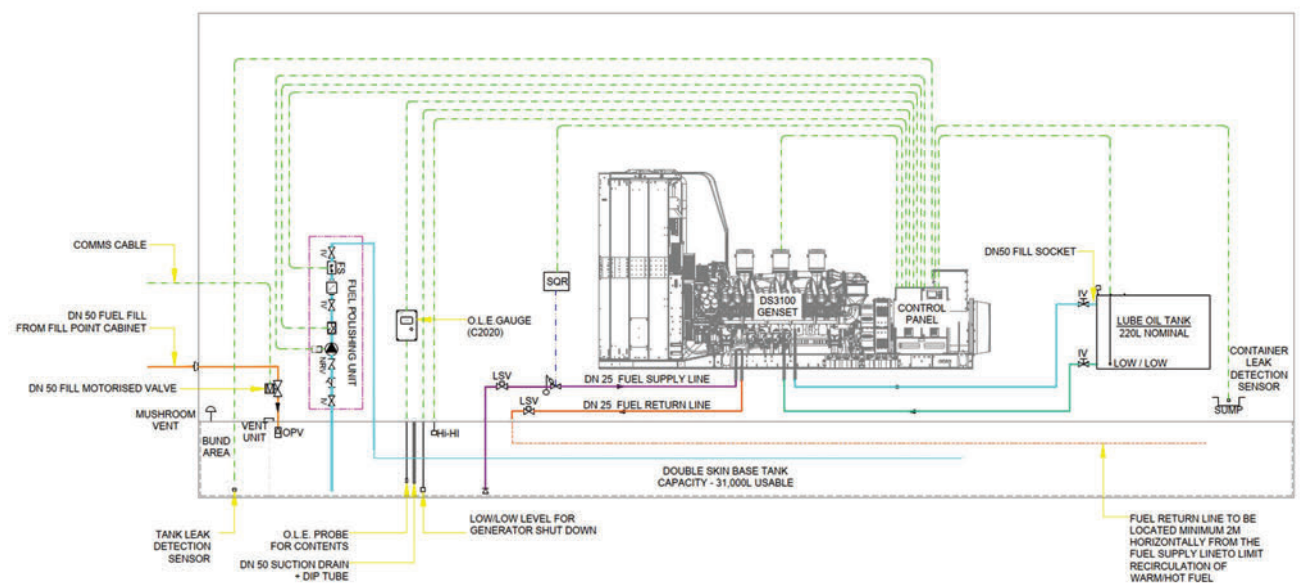 COMMS CABLE
DN 50 FUEL FILL
FROM FILL POINT CABINET
DN 50 FILL MOTORISED VALVE
MUSHROOM
VENT
BUND
AREA
VENT
UNIT
OPV
M
IV
FS
IV
NRV
IV
FUEL POLISHING UNIT
O.L.E GAUGE
(C2020)
HI-HI
SQR
LSV
DN 25 FUEL SUPPLY LINE
LSV
DN 25 FUEL RETURN LINE
DS3100
GENSET
CONTROL
PANEL
DN50 FILL SOCKET
IV
LUBE OIL TANK
220L NOMINAL
IV
LOW / LOW
CONTAINER
LEAK
DETECTION
SENSOR
SUMP
DOUBLE SKIN BASE TANK
CAPACITY - 31,000L USABLE
TANK LEAK
DETECTION
SENSOR
O.L.E. PROBE
FOR CONTENTS
DN 50 SUCTION DRAIN
+ DIP TUBE
LOW/LOW LEVEL FOR
GENERATOR SHUT DOWN
FUEL RETURN LINE TO BE
LOCATED MINIMUM 2M
HORIZONTALLY FROM THE
FUEL SUPPLY LINETO LIMIT
RECIRCULATION OF
WARM/HOT FUEL